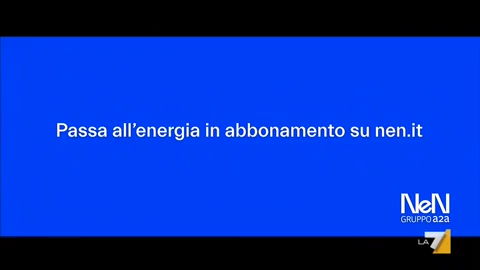 Passa all’energia in abbonamento su nen.it
NeN
GRUPPO a2a
LA 7